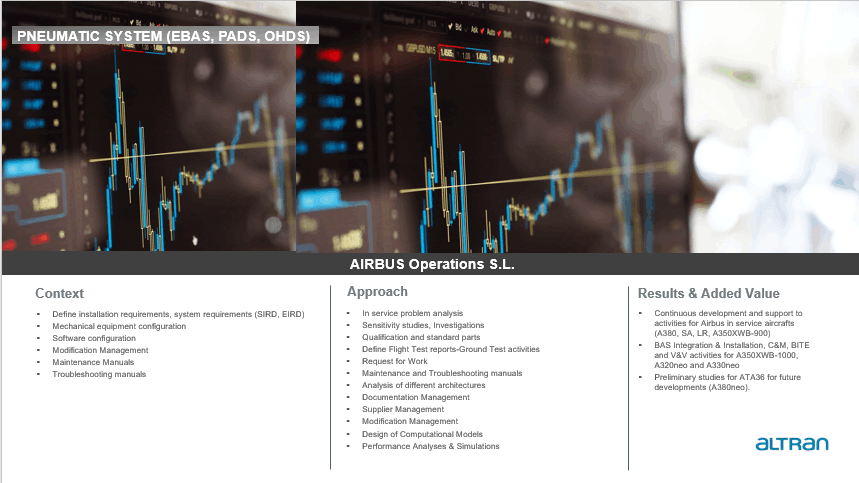 PNEUMATIC SYSTEM (EBAS, PADS, OHDS)
GBPUSD M15
AIRBUS Operations S.L.
Context
Define installation requirements, system requirements (SIRD, EIRD)
Mechanical equipment configuration
Software configuration
Modification Management
Maintenance Manuals
Troubleshooting manuals
Approach
In service problem analysis
Sensitivity studies, Investigations
Qualification and standard parts
Define Flight Test reports-Ground Test activities
Request for Work
Maintenance and Troubleshooting manuals
Analysis of different architectures
Documentation Management
Supplier Management
Modification Management
Design of Computational Models
Performance Analyses & Simulations
Results & Added Value
Continuous development and support to
activities for Airbus in service aircrafts
(A380, SA, LR, A350XWB-900)
BAS Integration & Installation, C&M, BITE
and V&V activities for A350XWB-1000,
A320neo and A330neo
Preliminary studies for ATA36 for future
developments (A380neo).
ALTRAN